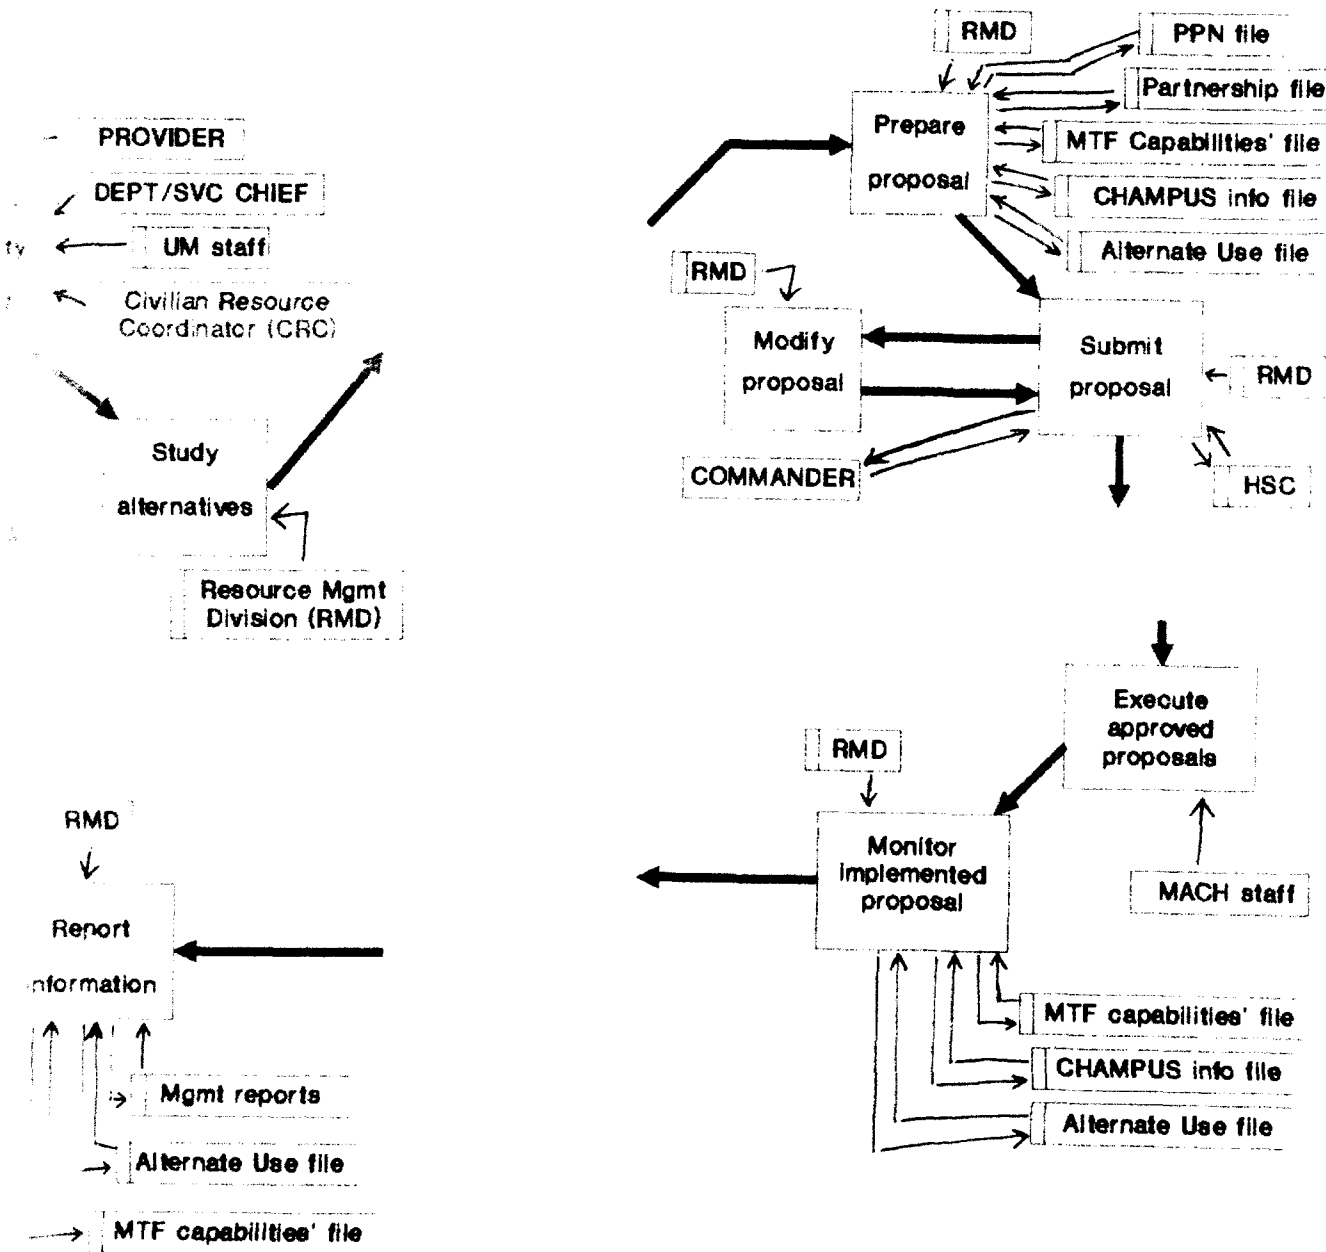 PROVIDER
DEPT/SVC CHIEF
UM staff
Civilian Resource
Coordinator (CRC)
Study
alternatives
Resource Mgmt
Division (RMD)
RMD
PPN file
Partnership file
MTF Capabilities' file
CHAMPUS info file
Alternate Use file
Prepare
proposal
RMD
Modify
proposal
Submit
proposal
RMD
COMMANDER
HSC
Execute
approved
proposals
MACH staff
RMD
Monitor
implemented
proposal
MTF capabilities' file
CHAMPUS info file
Alternate Use file
RMD
Report
nformation
Mgmt reports
Alternate Use file
MTF capabilities' file